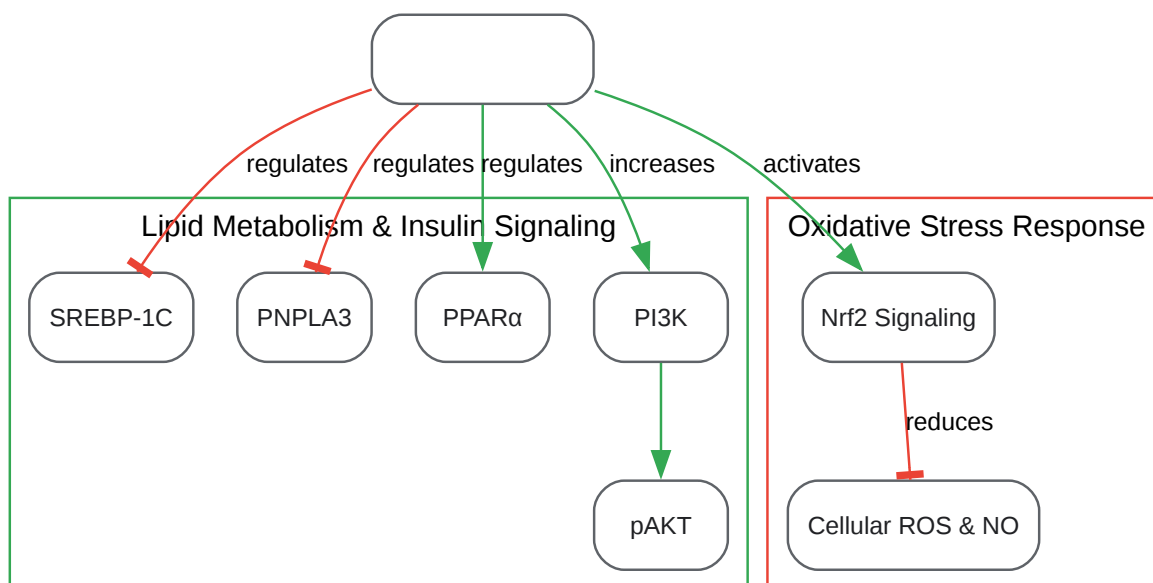 regulates
regulates
regulates
increases
activates
Lipid Metabolism & Insulin Signaling
Oxidative Stress Response
SREBP-1C
PNPLA3
PPARα
PI3K
Nrf2 Signaling
reduces
pAKT
Cellular ROS & NO